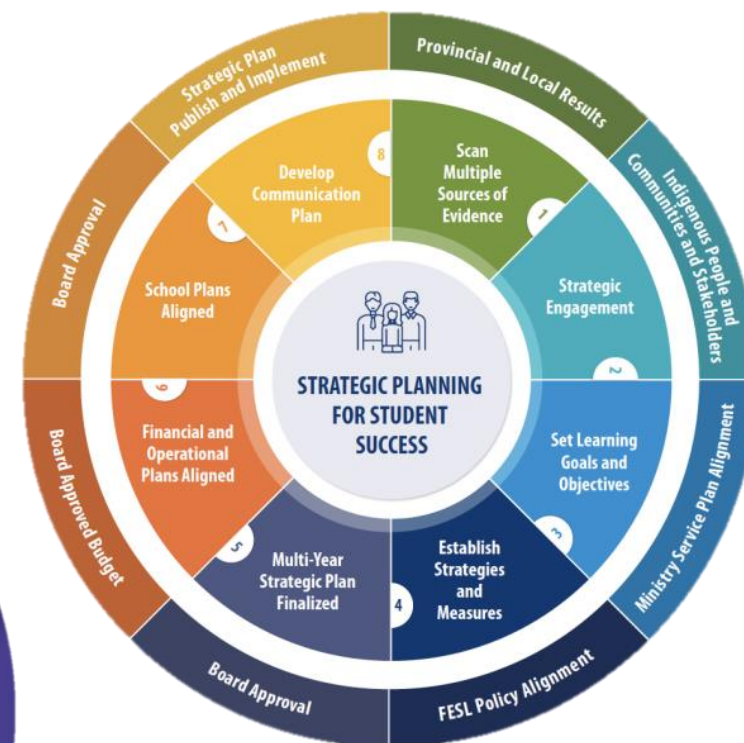 STRATEGIC PLANNING
FOR STUDENT
SUCCESS
Provincial and Local Results
Scan
Multiple
Sources of
Evidence
1
Indigenous People and
Communities and Stakeholders
Strategic
Engagement
2
Ministry Service Plan Alignment
Set Learning
Goals and
Objectives
3
FESL Policy Alignment
Establish
Strategies
and
Measures
4
Board Approval
Multi-Year
Strategic Plan
Finalized
5
Board Approved Budget
Financial and
Operational
Plans Aligned
6
Board Approval
School Plans
Aligned
7
Strategic Plan
Publish and Implement
Develop
Communication
Plan
8